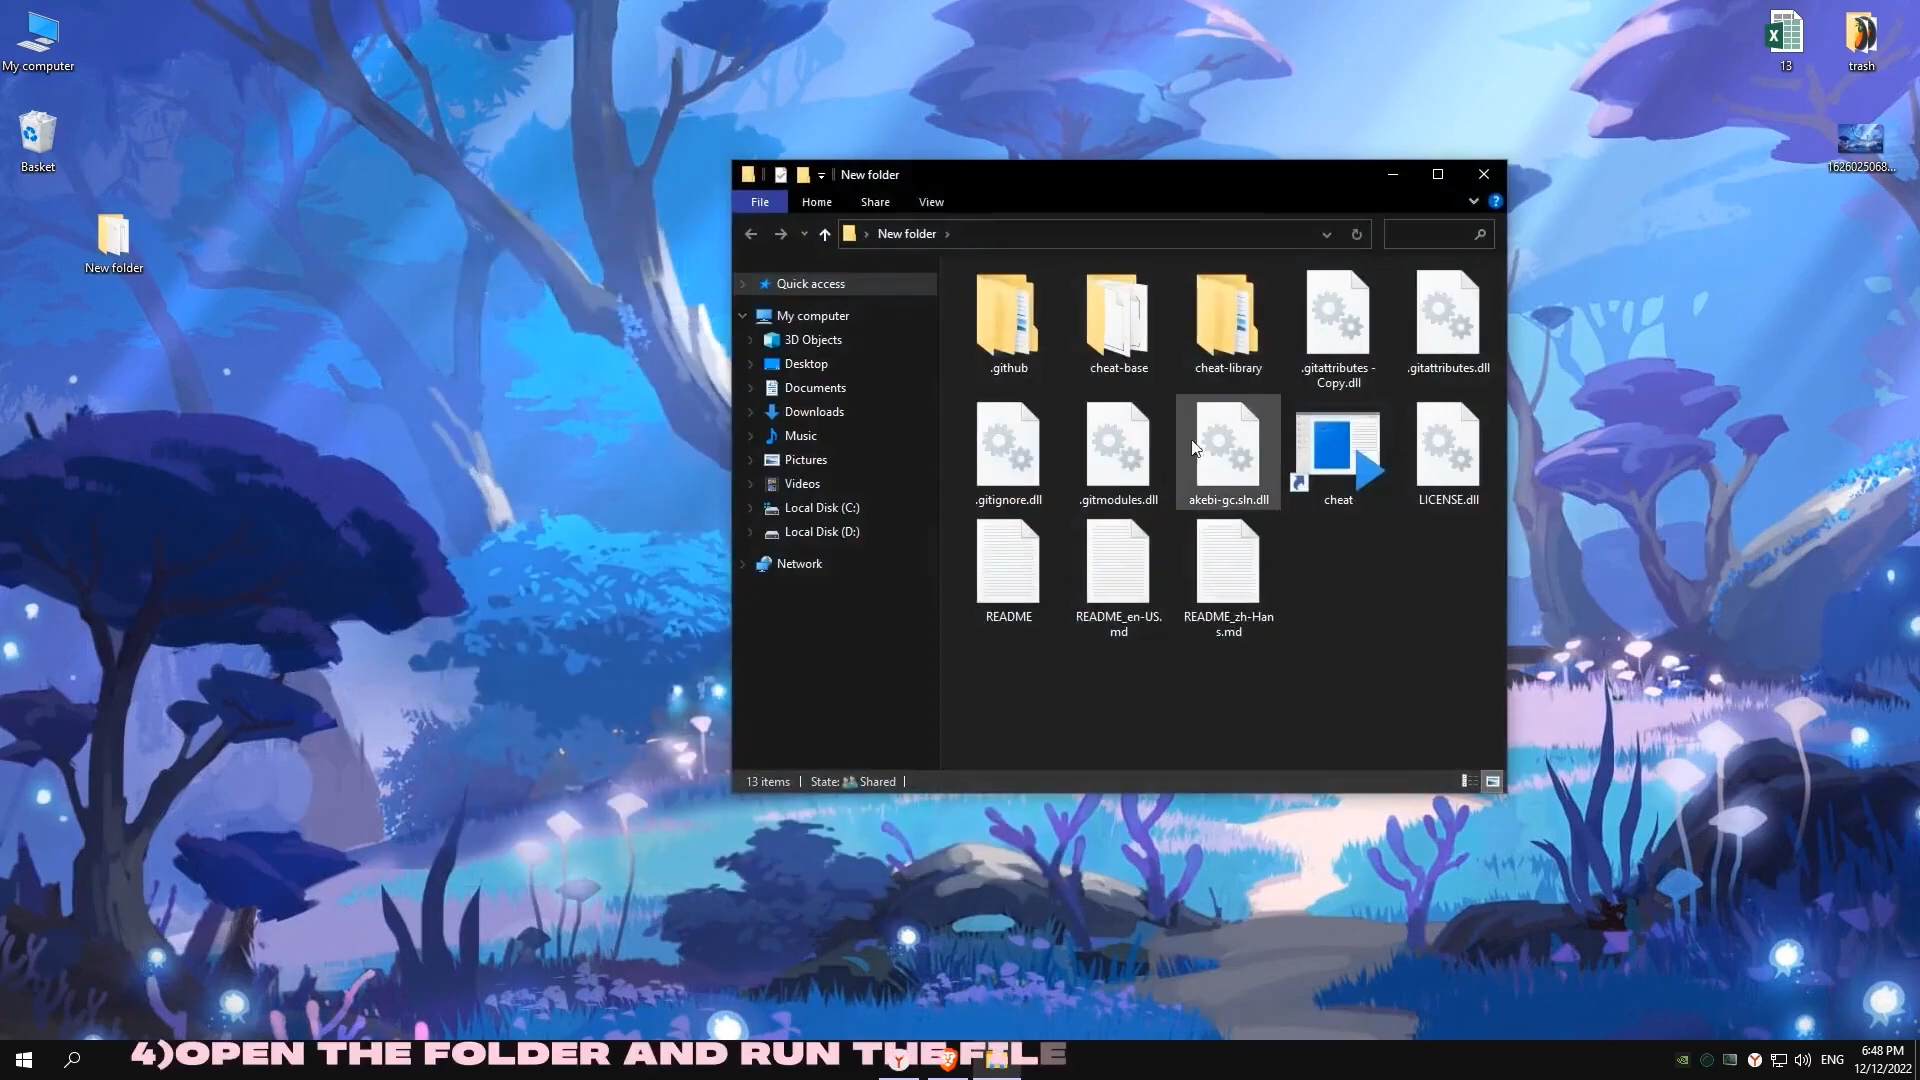 My computer
Basket
New folder
13
trash
1626025068...
New folder
File Home Share View
New folder
Quick access
My computer
3D Objects
Desktop
Documents
Downloads
Music
Pictures
Videos
Local Disk (C:)
Local Disk (D:)
Network
.github
cheat-base
cheat-library
.gitattributes -
Copy.dll
.gitattributes.dll
.gitignore.dll
.gitmodules.dll
akebi-gc.sln.dll
cheat
LICENSE.dll
README
README_en-US.
md
README_zh-Han
s.md
13 items State: Shared
4)OPEN THE FOLDER AND RUN THE FILE
ENG
6:48 PM
12/12/2022